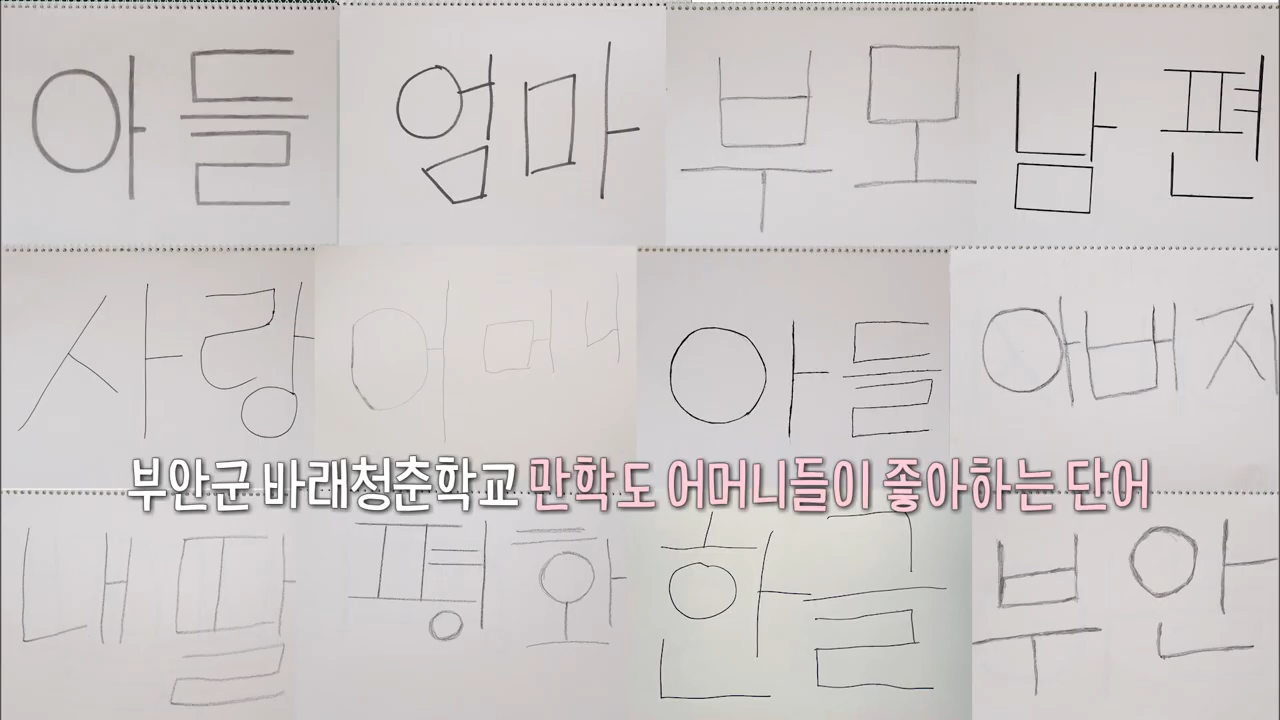 아들 엄마 부모 남편
사랑 어머니 아들 아버지
부안군 바래청춘학교 만학도 어머니들이 좋아하는 단어
내딸 평화 한글 부안